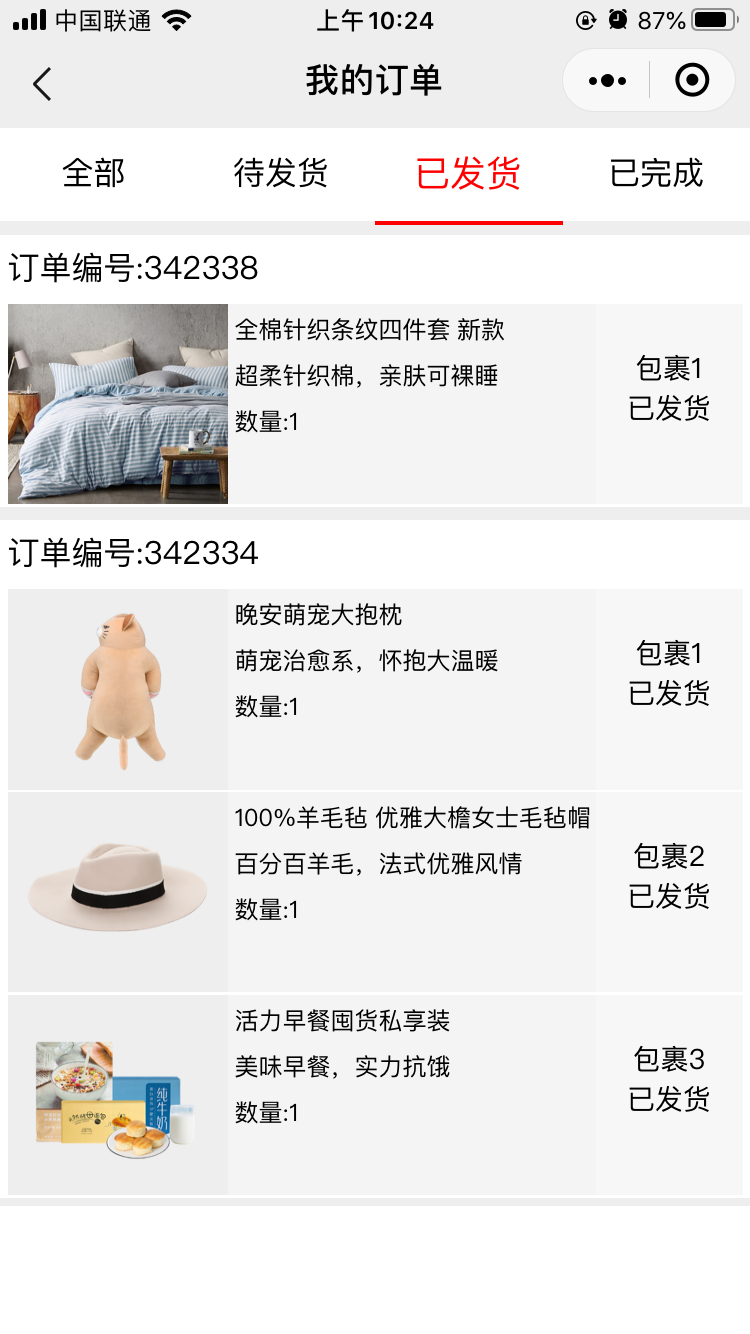 中国联通
上午10:24
87%
我的订单
全部
待发货
已发货
已完成
订单编号:342338
全棉针织条纹四件套 新款
超柔针织棉，亲肤可裸睡
数量:1
包裹1
已发货
订单编号:342334
晚安萌宠大抱枕
萌宠治愈系，怀抱大温暖
数量:1
包裹1
已发货
100%羊毛毡 优雅大檐女士毛毡帽
百分百羊毛，法式优雅风情
数量:1
包裹2
已发货
活力早餐囤货私享装
美味早餐，实力抗饿
数量:1
包裹3
已发货
纯牛奶